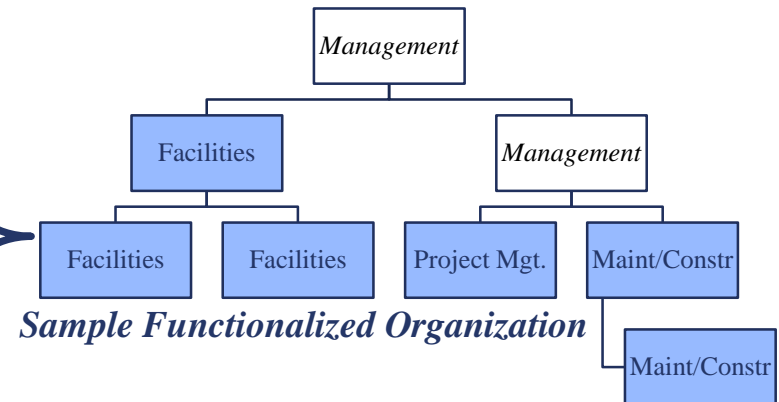 Management
Facilities
Management
Facilities
Facilities
Project Mgt.
Maint/Constr
Sample Functionalized Organization
Maint/Constr